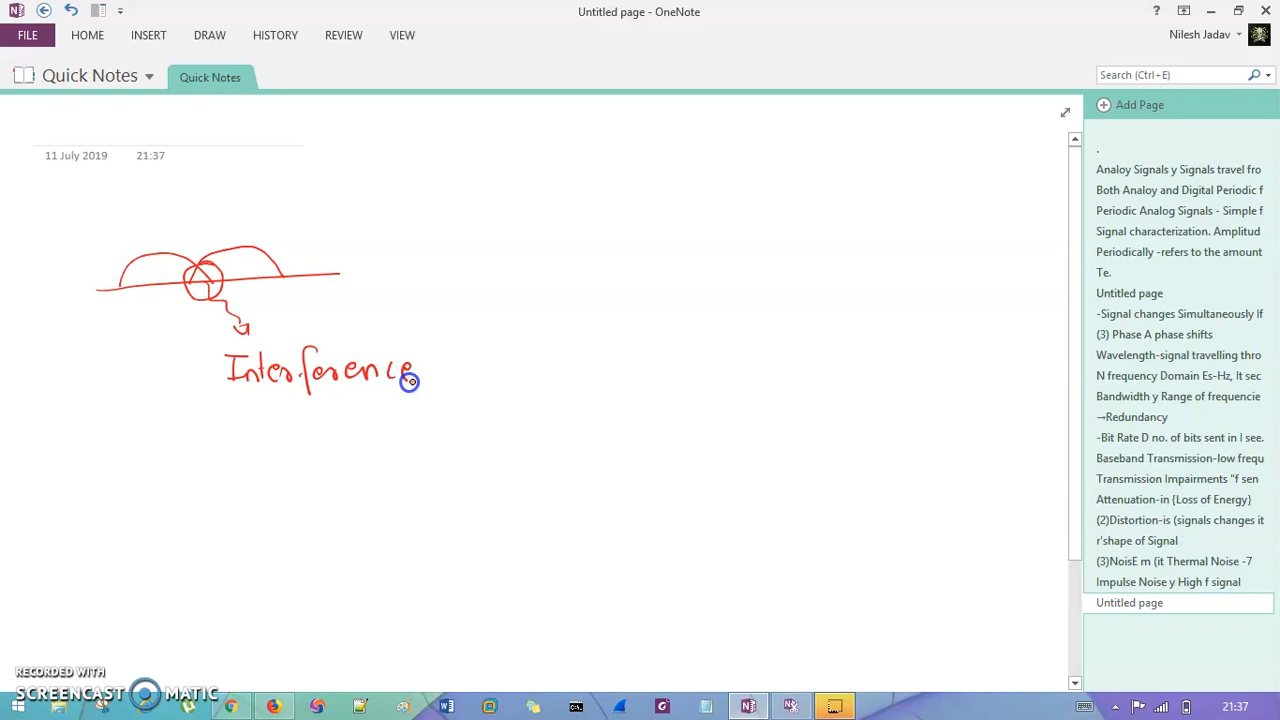 Untitled page - OneNote
FILE HOME INSERT DRAW HISTORY REVIEW VIEW
Nilesh Jadav
Quick Notes
Quick Notes
Search (Ctrl+E)
Add Page
11 July 2019 21:37
Interference
.
Analoy Signals y Signals travel fro
Both Analoy and Digital Periodic f
Periodic Analog Signals - Simple f
Signal characterization. Amplitud
Periodically -refers to the amount
Te.
Untitled page
-Signal changes Simultaneously If
(3) Phase A phase shifts
Wavelength-signal travelling thro
N frequency Domain Es-Hz, It sec
Bandwidth y Range of frequencie
→Redundancy
-Bit Rate D no. of bits sent in l see.
Baseband Transmission-low frequ
Transmission Impairments "f sen
Attenuation-in {Loss of Energy}
(2)Distortion-is (signals changes it
r'shape of Signal
(3)NoisE m (it Thermal Noise -7
Impulse Noise y High f signal
Untitled page
RECORDED WITH
SCREENCAST MATIC
21:37